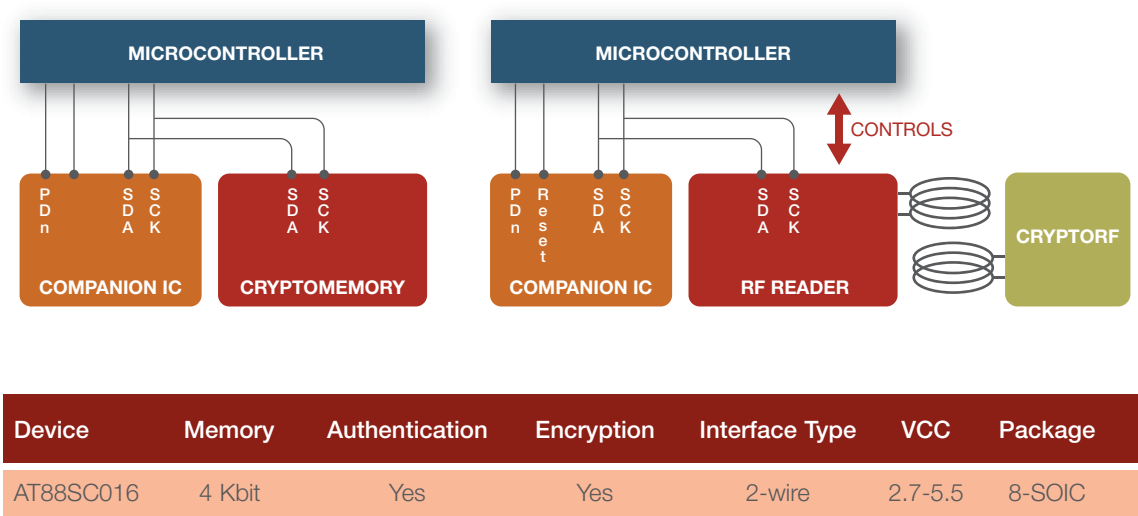 MICROCONTROLLER
PDn
SDA
SCK
COMPANION IC
SDA
SCK
CRYPTOMEMORY
MICROCONTROLLER
CONTROLS
PDn
Reset
SDA
SCK
COMPANION IC
SDA
SCK
RF READER
CRYPTORF
Device Memory Authentication Encryption Interface Type VCC Package
AT88SC016 4 Kbit Yes Yes 2-wire 2.7-5.5 8-SOIC